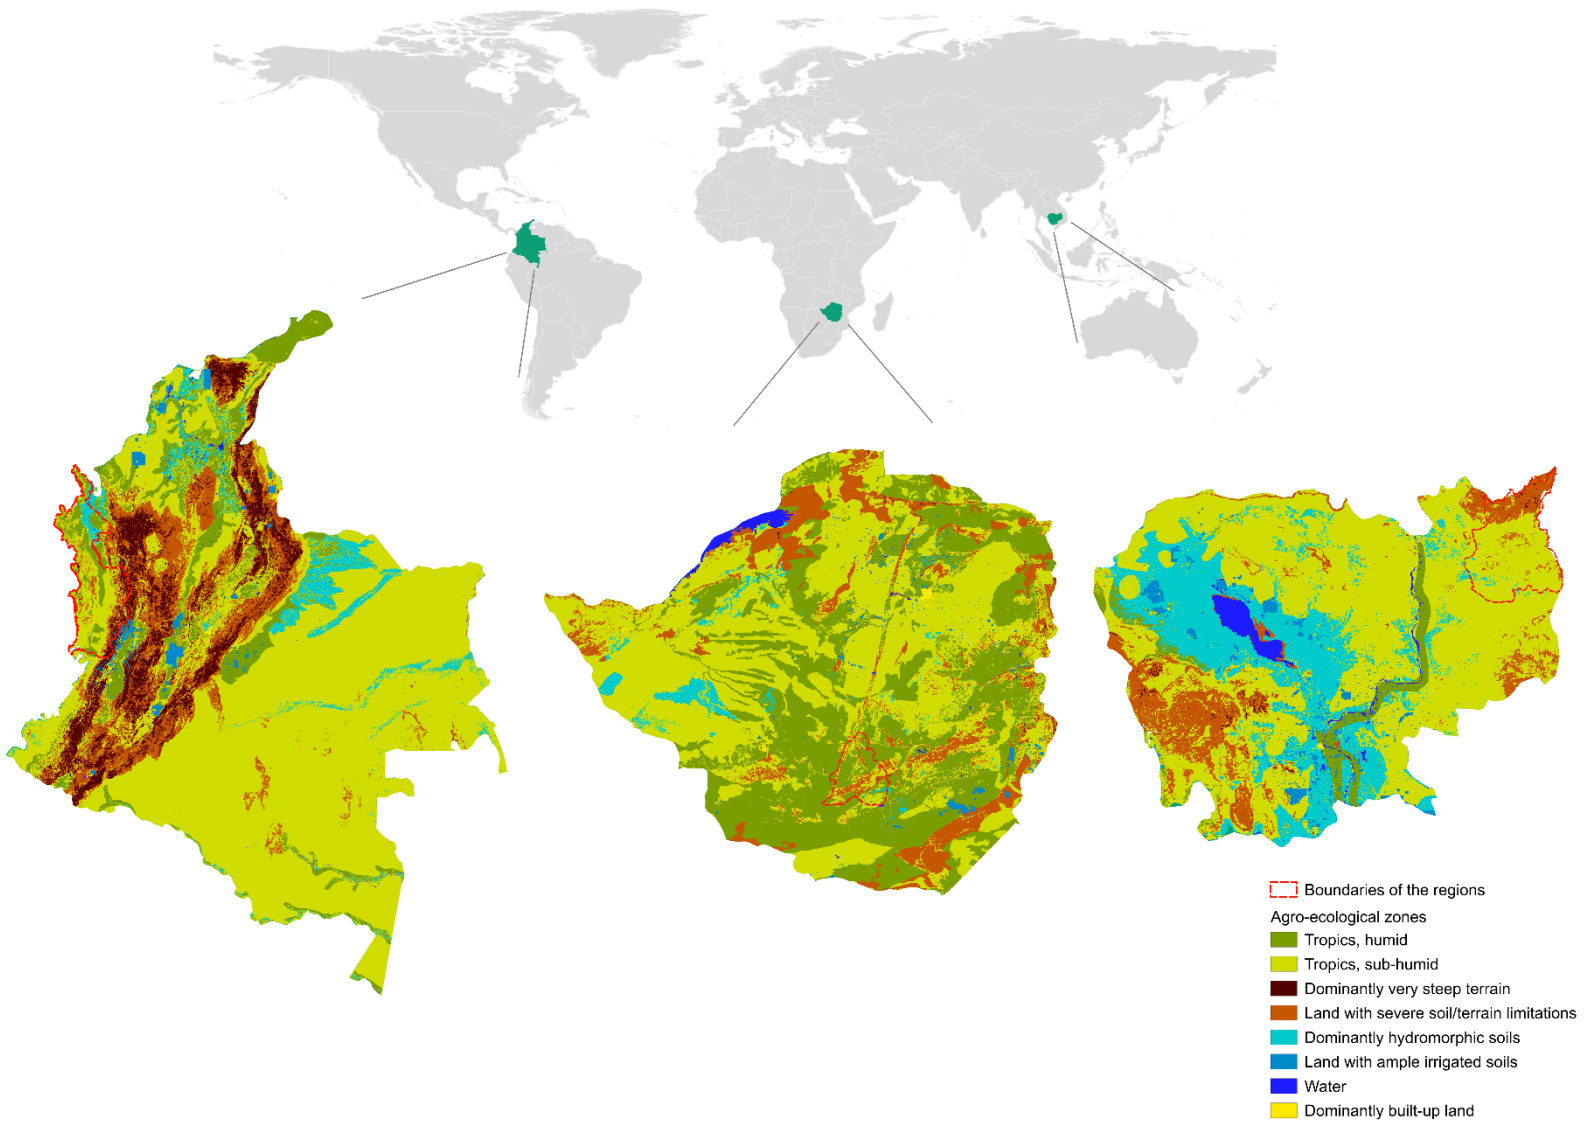 Boundaries of the regions
Agro-ecological zones
Tropics, humid
Tropics, sub-humid
Dominantly very steep terrain
Land with severe soil/terrain limitations
Dominantly hydromorphic soils
Land with ample irrigated soils
Water
Dominantly built-up land